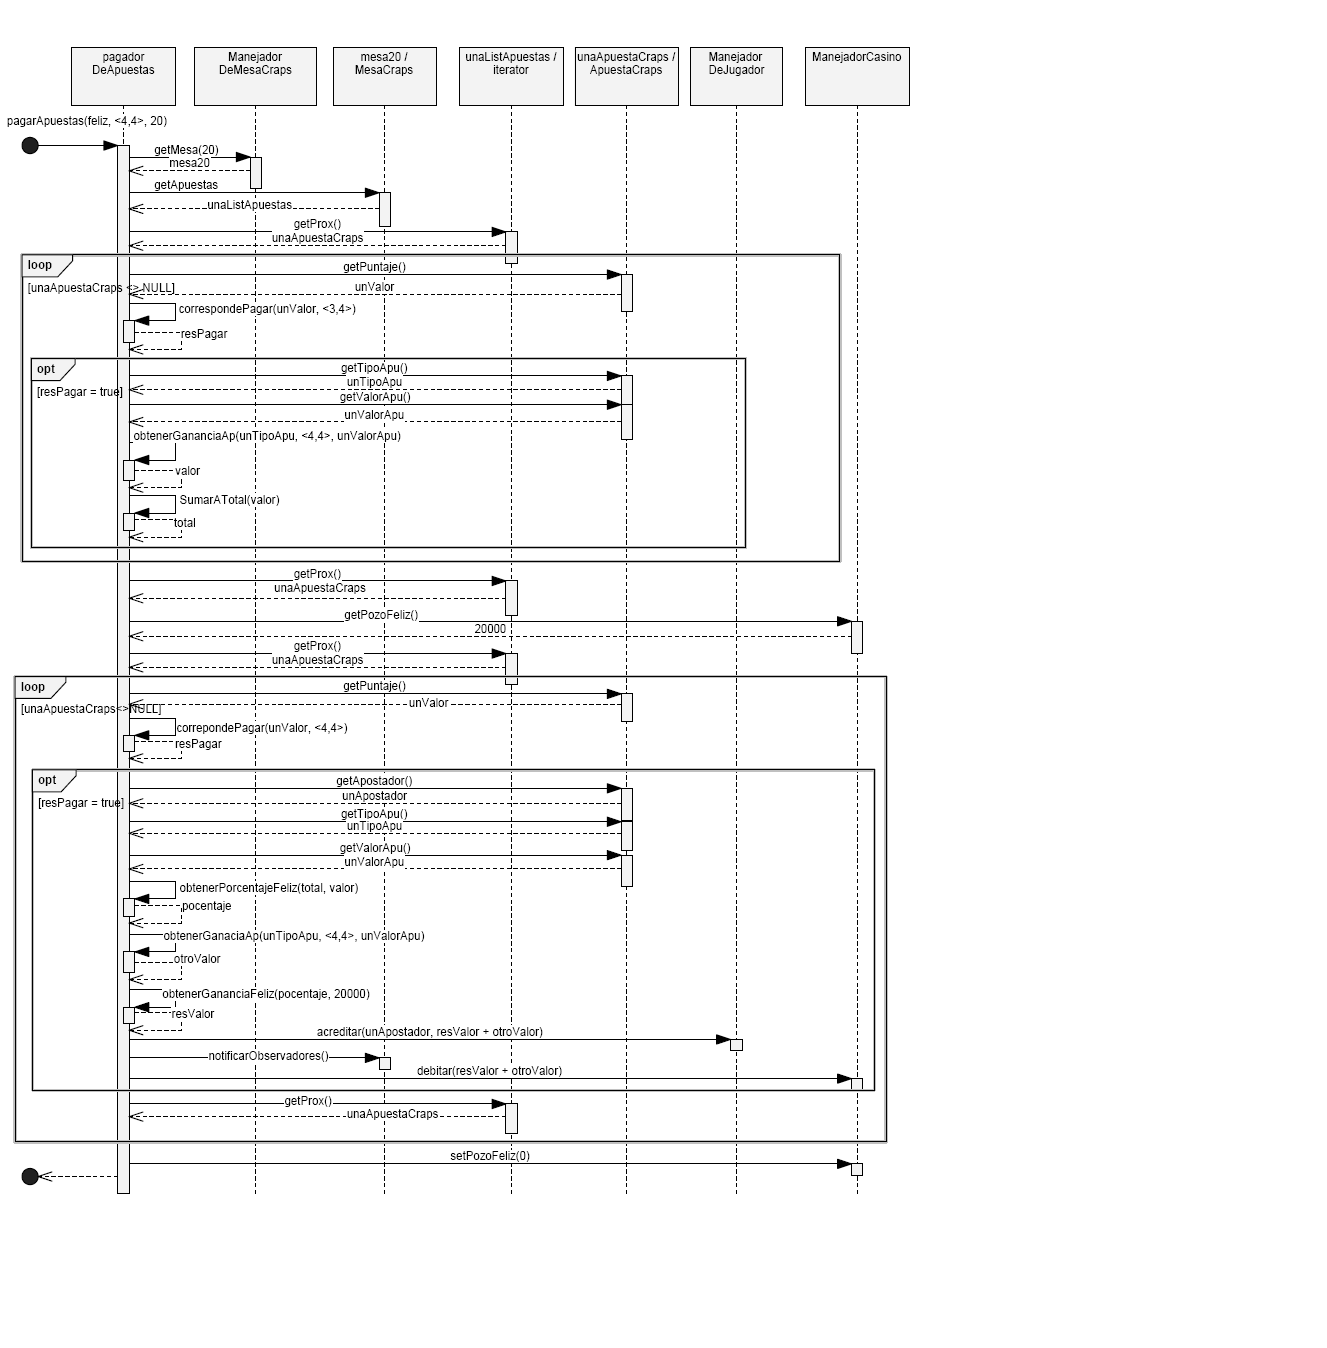 pagador
DeApuestas
Manejador
DeMesaCraps
mesa20 /
MesaCraps
unaListApuestas /
iterator
unaApuestaCraps /
ApuestaCraps
Manejador
DeJugador
ManejadorCasino
pagarApuestas(feliz, <4,4>, 20)
getMesa(20)
mesa20
getApuestas
unaListApuestas
getProx()
unaApuestaCraps
loop
getPuntaje()
[unaApuestaCraps <> NULL]
unValor
correspondePagar(unValor, <3,4>)
resPagar
opt
getTipoApu()
unTipoApu
[resPagar = true]
getValorApu()
unValorApu
obtenerGananciaAp(unTipoApu, <4,4>, unValorApu)
valor
SumarATotal(valor)
total
getProx()
unaApuestaCraps
getPozoFeliz()
20000
getProx()
unaApuestaCraps
loop
getPuntaje()
unValor
[unaApuestaCraps<>NULL]
correpondePagar(unValor, <4,4>)
resPagar
opt
getApostador()
unApostador
[resPagar = true]
getTipoApu()
unTipoApu
getValorApu()
unValorApu
obtenerPorcentajeFeliz(total, valor)
pocentaje
obtenerGanaciaAp(unTipoApu, <4,4>, unValorApu)
otroValor
obtenerGananciaFeliz(pocentaje, 20000)
resValor
acreditar(unApostador, resValor + otroValor)
notificarObservadores()
debitar(resValor + otroValor)
getProx()
unaApuestaCraps
setPozoFeliz(0)